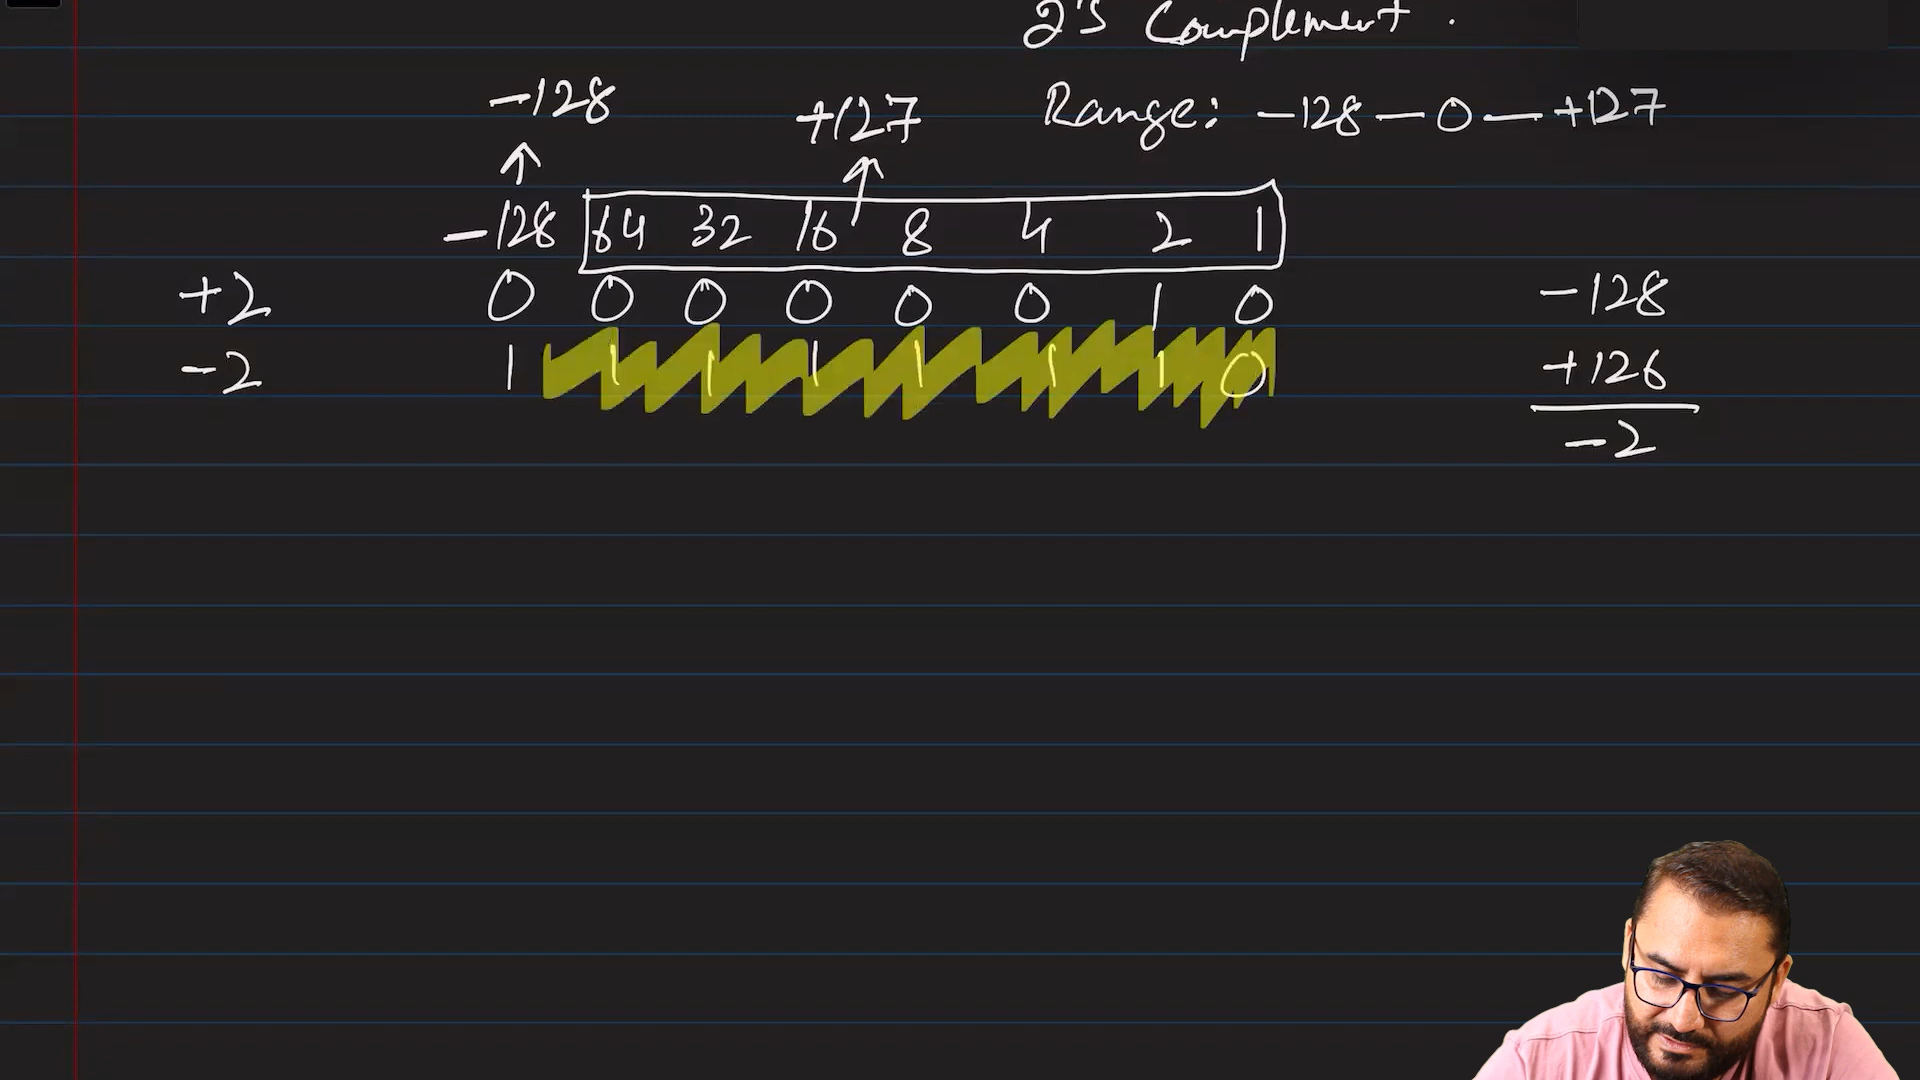 2's Complement.
-128 +127 Range: -128 — 0 — +127
-128 64 32 16 8 4 2 1
+2 0 0 0 0 0 0 1 0 -128
-2 1 1 1 1 1 1 1 0 +126
-2